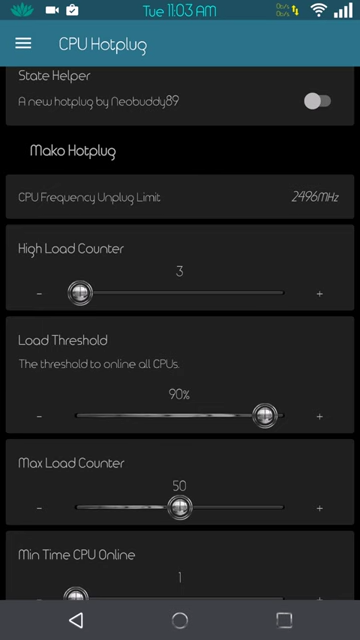 Tue 11:03 AM
CPU Hotplug
State Helper
A new hotplug by Neobuddy89
Mako Hotplug
CPU Frequency Unplug Limit 2496MHz
High Load Counter
3
- +
Load Threshold
The threshold to online all CPUs.
90%
- +
Max Load Counter
50
- +
Min Time CPU Online
1